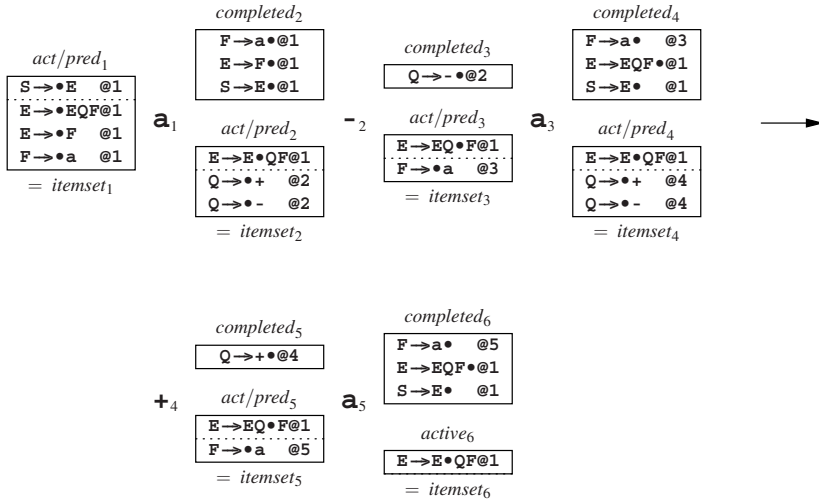 act/pred₁
S→•E @1
E→•EQF@1
E→•F @1
F→•a @1
= itemset₁
a₁
completed₂
F→a•@1
E→F•@1
S→E•@1
act/pred₂
E→E•QF@1
Q→•+ @2
Q→•- @2
= itemset₂
-₂
completed₃
Q→-•@2
act/pred₃
E→EQ•F@1
F→•a @3
= itemset₃
a₃
completed₄
F→a• @3
E→EQF•@1
S→E• @1
act/pred₄
E→E•QF@1
Q→•+ @4
Q→•- @4
= itemset₄
+₄
completed₅
Q→+•@4
act/pred₅
E→EQ•F@1
F→•a @5
= itemset₅
a₅
completed₆
F→a• @5
E→EQF•@1
S→E• @1
active₆
E→E•QF@1
= itemset₆